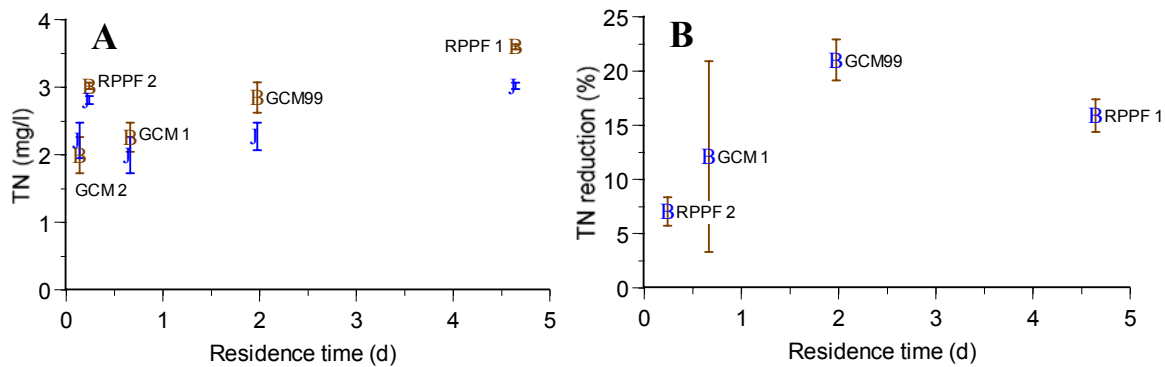 A
TN (mg/l)
4
3
2
1
0
RPPF 1 B
J
B RPPF 2
J
B GCM99
J
B GCM 1
J
J
B
GCM 2
0 1 2 3 4 5
Residence time (d)
B
TN reduction (%)
25
20
15
10
5
0
B GCM99
B RPPF 1
B GCM 1
B RPPF 2
0 1 2 3 4 5
Residence time (d)